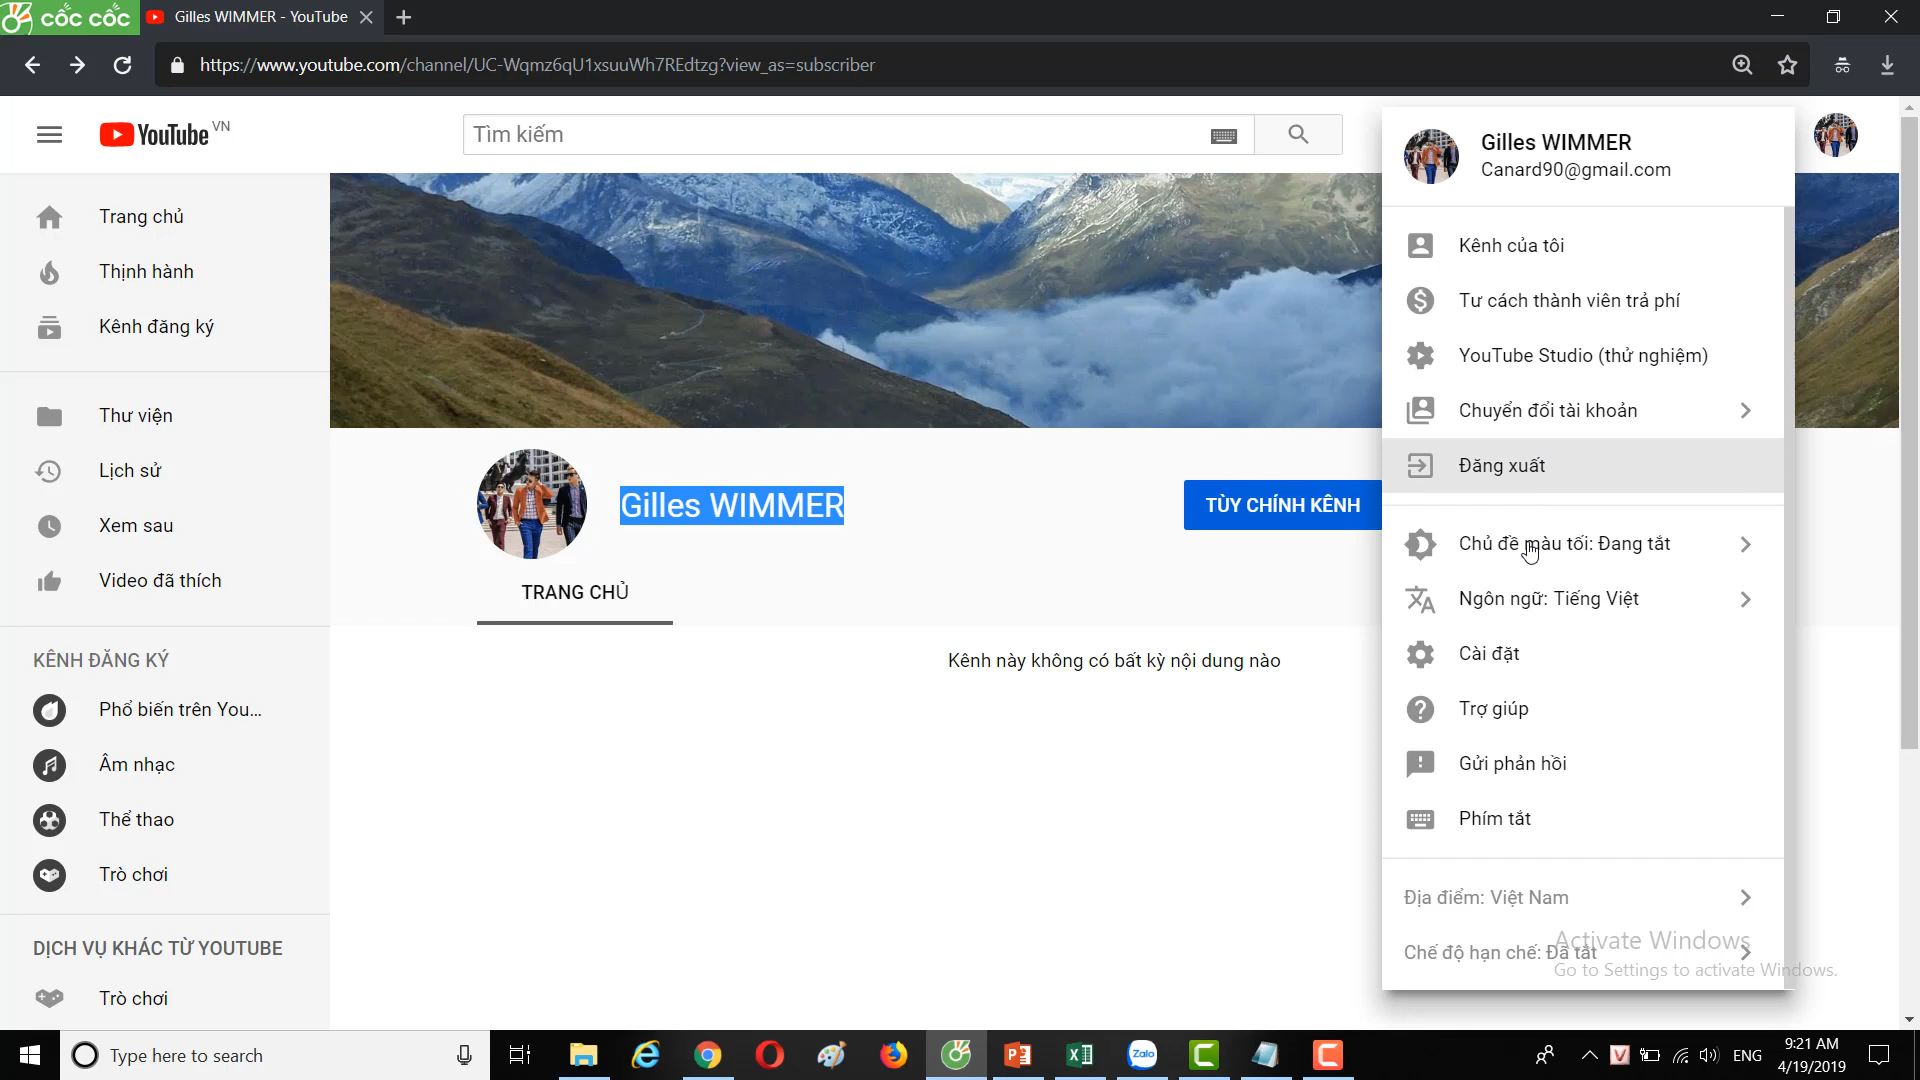 cốc cốc
Gilles WIMMER - YouTube
https://www.youtube.com/channel/UC-Wqmz6qU1xsuuWh7REdtzg?view_as=subscriber
YouTube VN
Tìm kiếm
Gilles WIMMER
Canard90@gmail.com
Trang chủ
Thịnh hành
Kênh đăng ký
Thư viện
Lịch sử
Xem sau
Video đã thích
KÊNH ĐĂNG KÝ
Phổ biến trên You...
Âm nhạc
Thể thao
Trò chơi
DỊCH VỤ KHÁC TỪ YOUTUBE
Trò chơi
Gilles WIMMER
TÙY CHỈNH KÊNH
TRANG CHỦ
Kênh này không có bất kỳ nội dung nào
Kênh của tôi
Tư cách thành viên trả phí
YouTube Studio (thử nghiệm)
Chuyển đổi tài khoản
Đăng xuất
Chủ đề màu tối: Đang tắt
Ngôn ngữ: Tiếng Việt
Cài đặt
Trợ giúp
Gửi phản hồi
Phím tắt
Địa điểm: Việt Nam
Chế độ hạn chế: Đã tắt
Activate Windows
Go to Settings to activate Windows.
Type here to search
Zalo
ENG
9:21 AM
4/19/2019